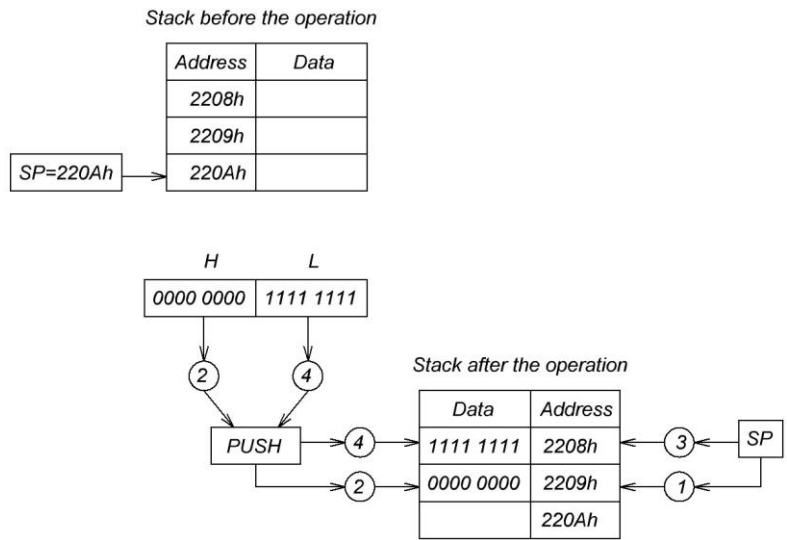 Stack before the operation
Address Data
2208h
2209h
SP=220Ah 220Ah
H L
0000 0000 1111 1111
2 4
Stack after the operation
Data Address
PUSH 4 1111 1111 2208h 3 SP
2 0000 0000 2209h 1
220Ah